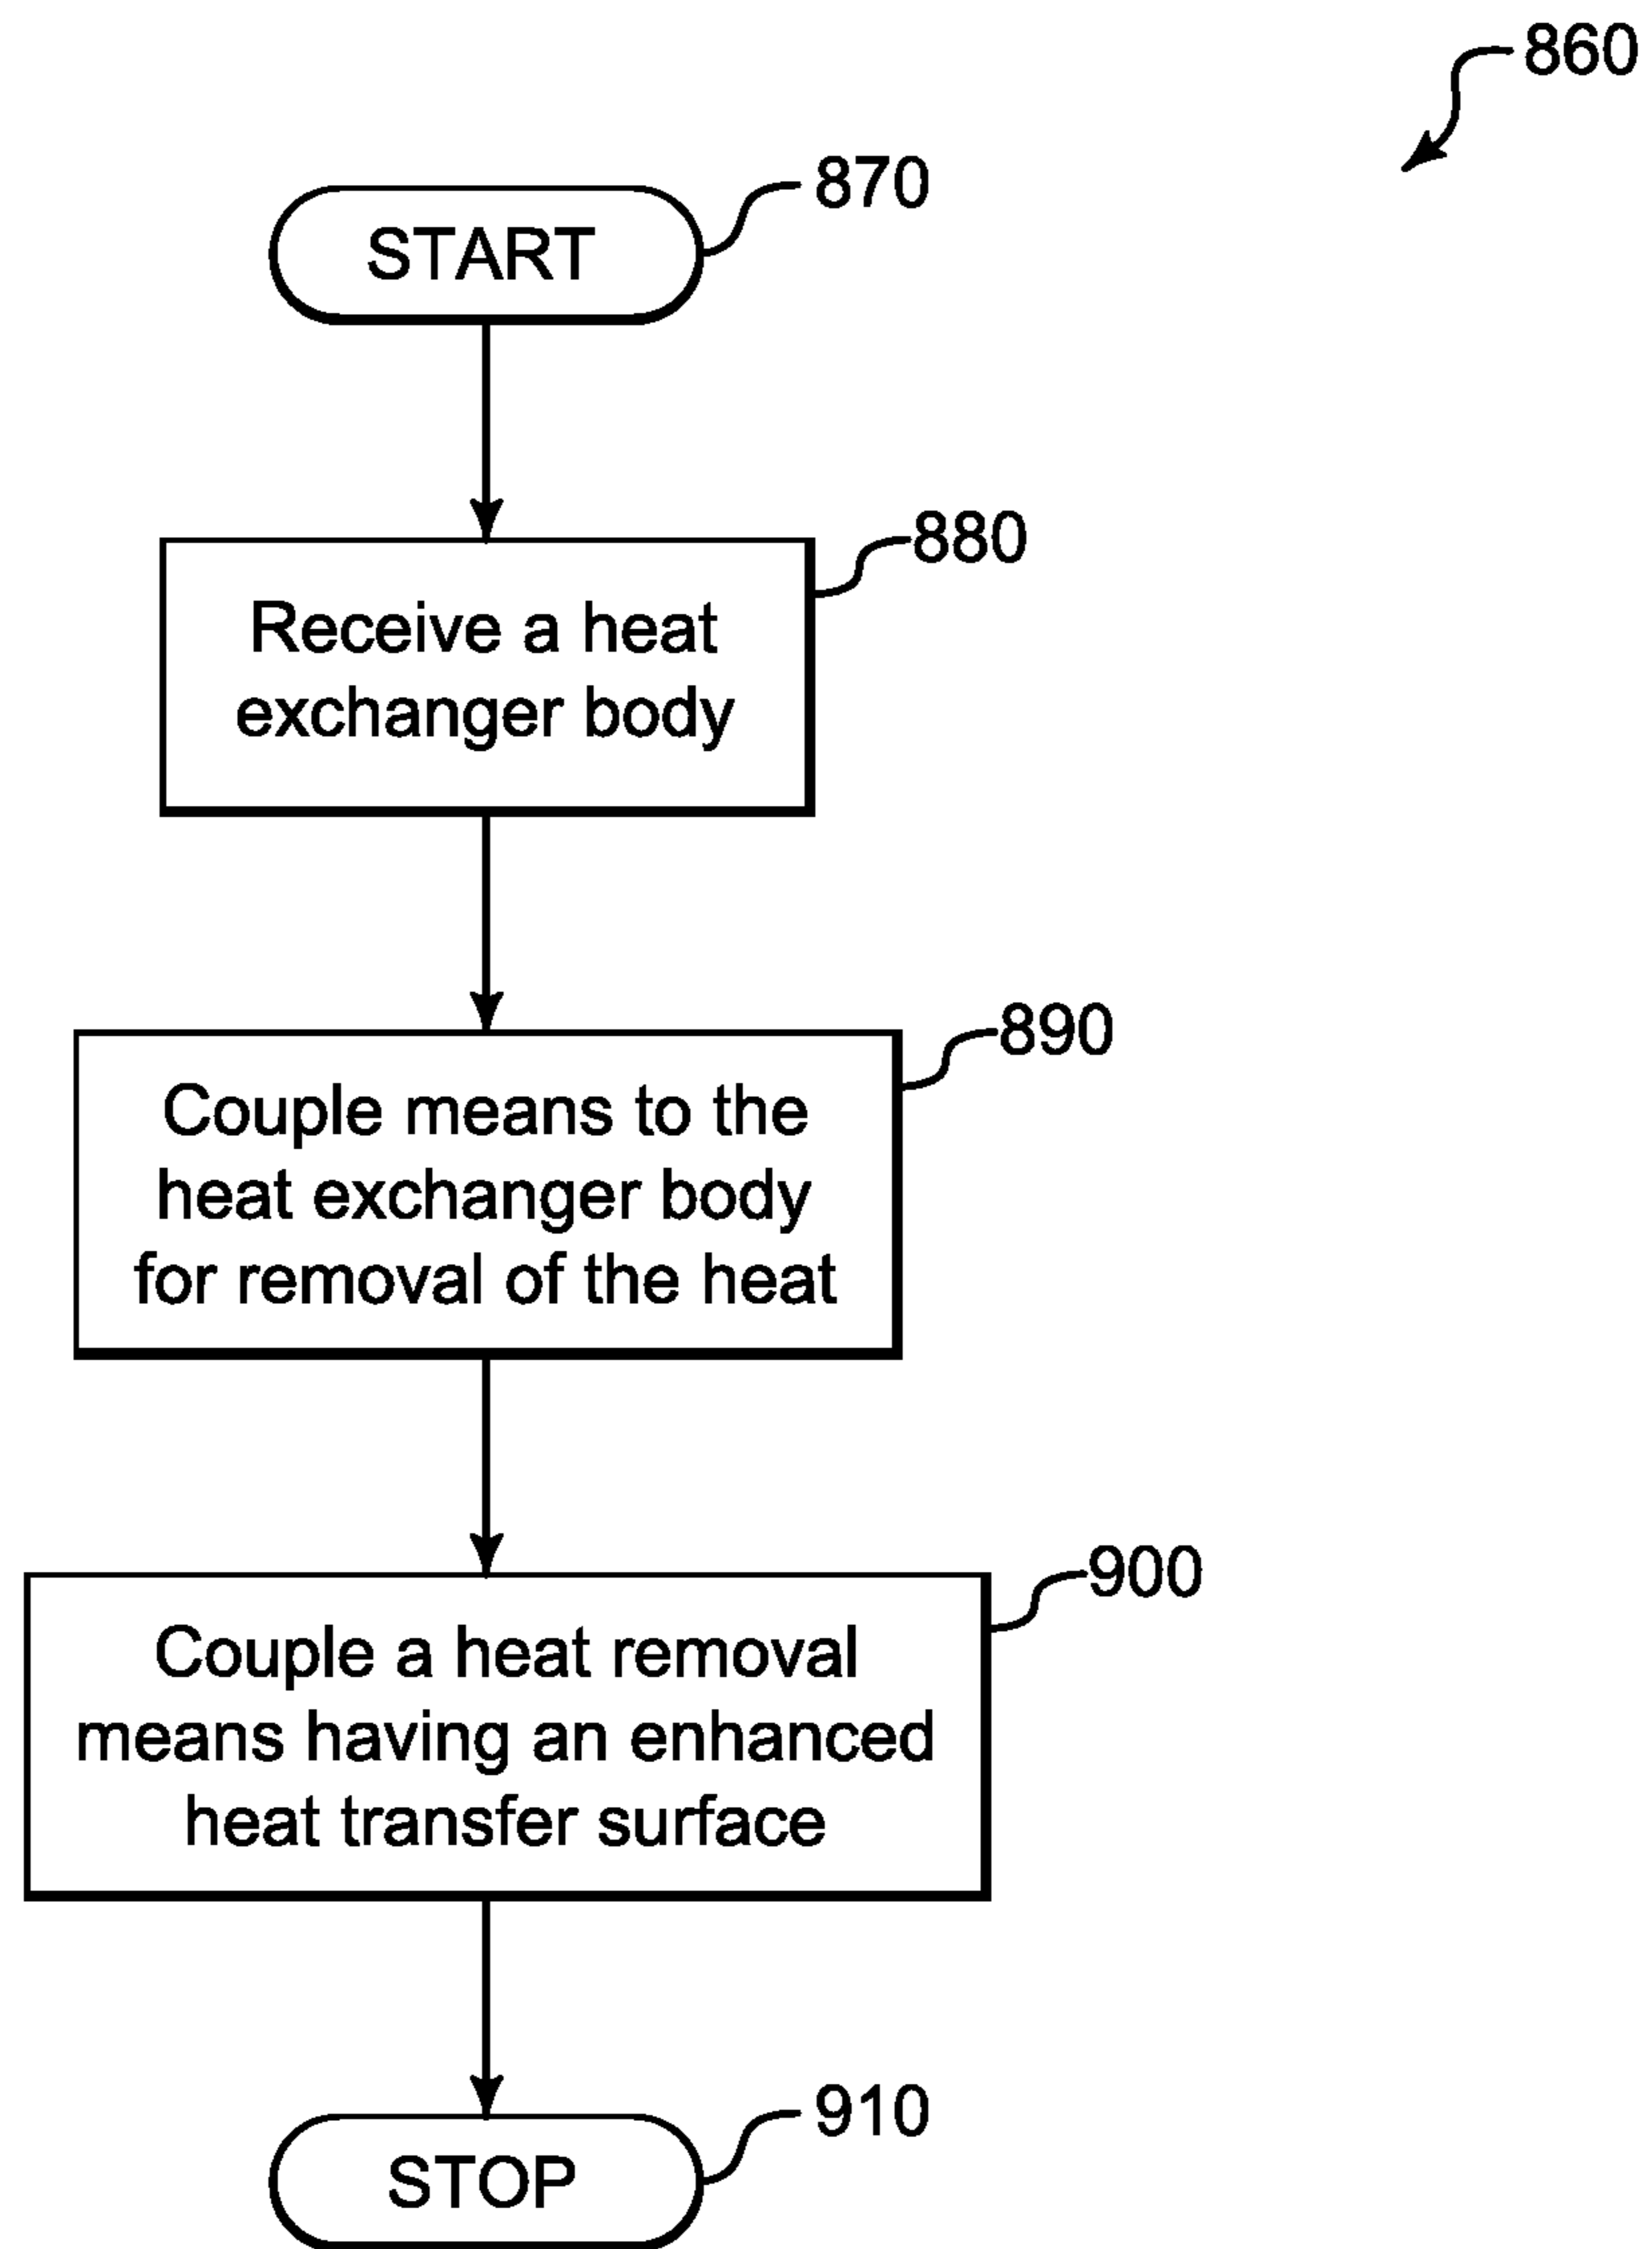 860
870
START
880
Receive a heat
exchanger body
890
Couple means to the
heat exchanger body
for removal of the heat
900
Couple a heat removal
means having an enhanced
heat transfer surface
910
STOP